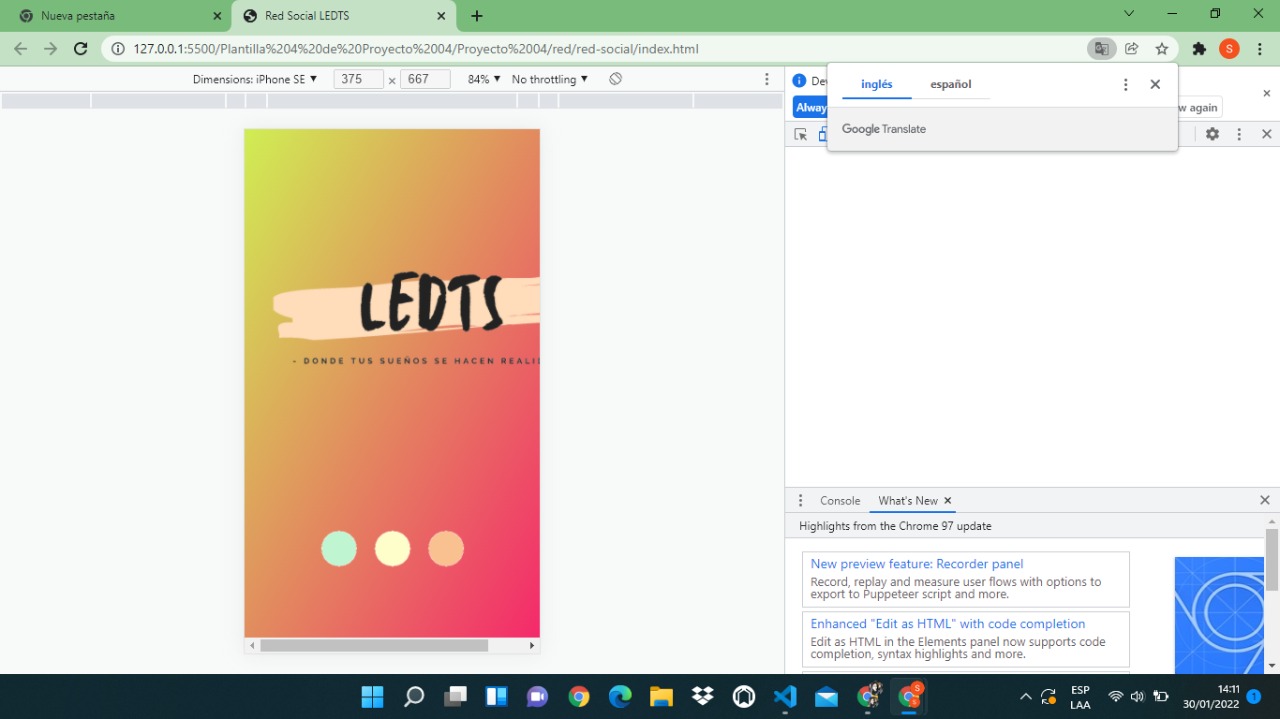 Nueva pestaña
Red Social LEDTS
127.0.0.1:5500/Plantilla%204%20de%20Proyecto%2004/Proyecto%2004/red/red-social/index.html
S
Dimensions: iPhone SE
375
×
667
84%
No throttling
inglés
español
Google Translate
Alway
w again
LEDTS
- DONDE TUS SUEÑOS SE HACEN
Console
What's New
Highlights from the Chrome 97 update
New preview feature: Recorder panel
Record, replay and measure user flows with options to
export to Puppeteer script and more.
Enhanced "Edit as HTML" with code completion
Edit as HTML in the Elements panel now supports code
completion, syntax highlights and more.
ESP
LAA
14:11
30/01/2022
1